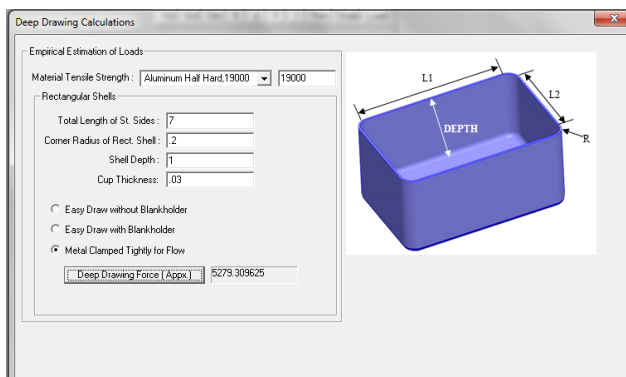 Deep Drawing Calculations
Empirical Estimation of Loads
Material Tensile Strength : Aluminum Half Hard,19000 19000
Rectangular Shells
Total Length of St. Sides : 7
Corner Radius of Rect. Shell : .2
Shell Depth : 1
Cup Thickness: .03
Easy Draw without Blankholder
Easy Draw with Blankholder
Metal Clamped Tightly for Flow
Deep Drawing Force (Appx.) 5279.309625
L1
L2
DEPTH
R